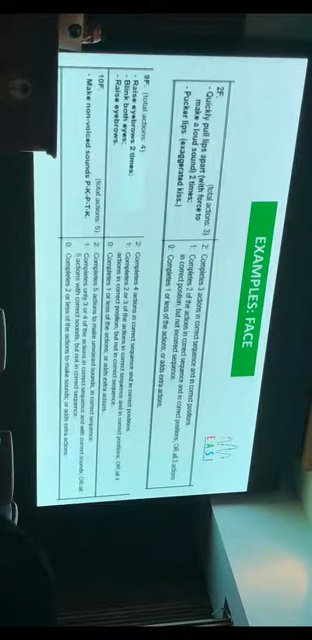 EXAMPLES: FACE
EASI
2F. (total actions: 3)
- Quickly pull lips apart (with force to
make a loud sound) 2 times;
- Pucker lips (exaggerated kiss.)
2: Completes 3 actions in correct sequence and in correct positions.
1: Completes 2 of the actions in correct sequence and in correct positions; OR all 3 actions
in correct position, but not incorrect sequence.
0: Completes 1 or less of the actions; or adds extra actions.
9F. (total actions: 4)
- Raise eyebrows 2 times;
- Blink both eyes;
- Raise eyebrows.
2: Completes 4 actions in correct sequence and in correct positions.
1: Completes 2 or 3 of the actions in correct sequence and in correct positions; OR all 4
actions in correct position, but not in correct sequence.
0: Completes 1 or less of the actions; or adds extra actions.
10F. (total actions: 5)
- Make non-voiced sounds P-K-P-T-K.
2: Completes 5 actions to make unvoiced sounds, in correct sequence.
1: Completes only 3 or 4 of the actions in correct sequence and with correct sounds; OR all
5 actions with correct sounds, but not in correct sequence.
0: Completes 2 or less of the actions to make sounds; or adds extra actions.